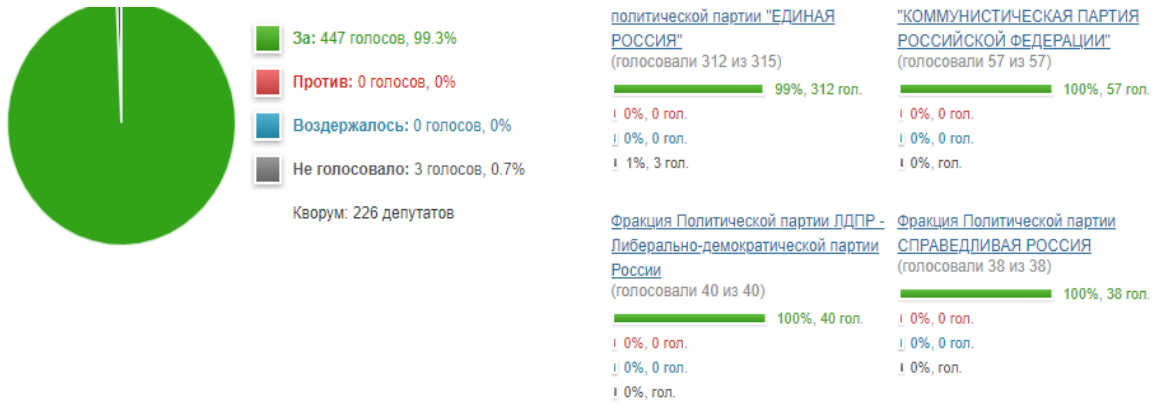 За: 447 голосов, 99.3%
Против: 0 голосов, 0%
Воздержалось: 0 голосов, 0%
Не голосовало: 3 голосов, 0.7%
Кворум: 226 депутатов
политической партии "ЕДИНАЯ
РОССИЯ"
(голосовали 312 из 315)
99%, 312 гол.
0%, 0 гол.
0%, 0 гол.
1%, 3 гол.
"КОММУНИСТИЧЕСКАЯ ПАРТИЯ
РОССИЙСКОЙ ФЕДЕРАЦИИ"
(голосовали 57 из 57)
100%, 57 гол.
0%, 0 гол.
0%, 0 гол.
0%, гол.
Фракция Политической партии ЛДПР -
Либерально-демократической партии
России
(голосовали 40 из 40)
100%, 40 гол.
0%, 0 гол.
0%, 0 гол.
0%, гол.
Фракция Политической партии
СПРАВЕДЛИВАЯ РОССИЯ
(голосовали 38 из 38)
100%, 38 гол.
0%, 0 гол.
0%, 0 гол.
0%, гол.